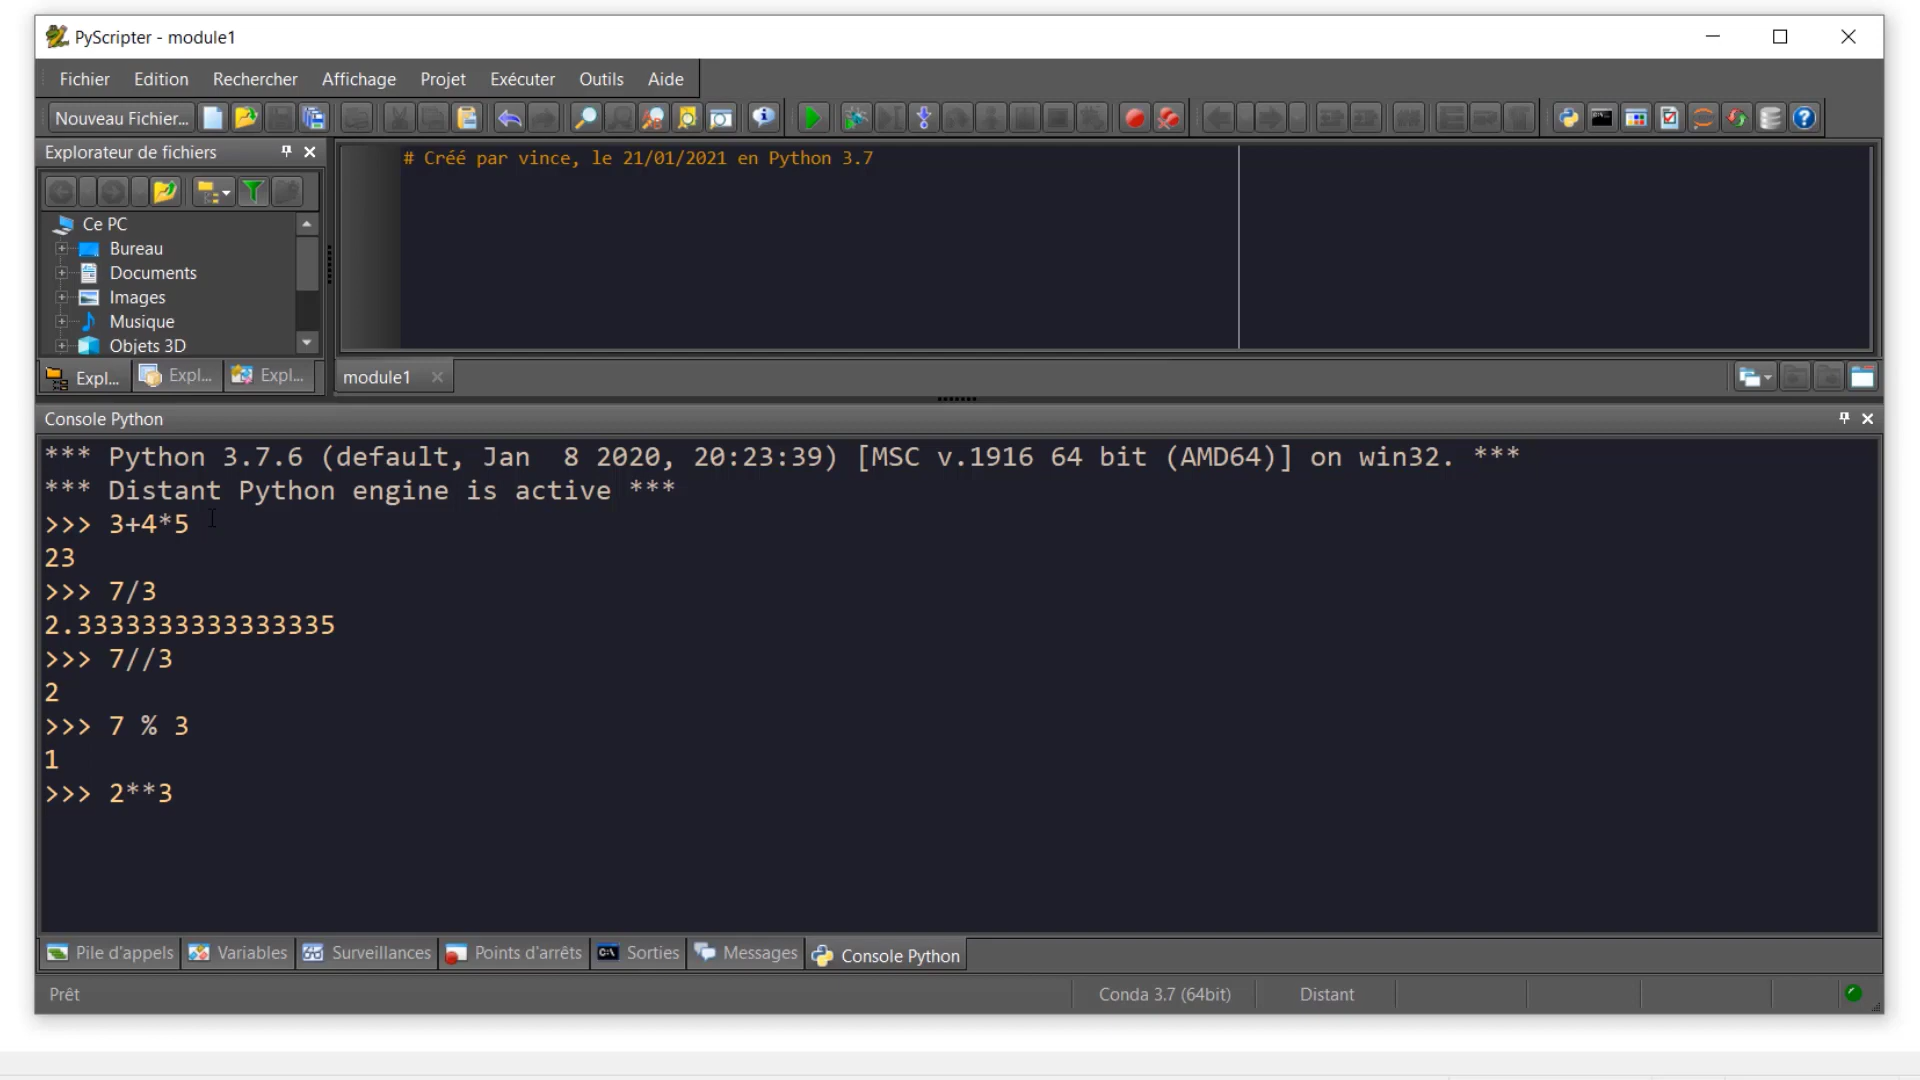 PyScripter - module1
Fichier Edition Rechercher Affichage Projet Exécuter Outils Aide
Nouveau Fichier...
Explorateur de fichiers
Ce PC
Bureau
Documents
Images
Musique
Objets 3D
Expl... Expl... Expl...
# Créé par vince, le 21/01/2021 en Python 3.7
module1
Console Python
*** Python 3.7.6 (default, Jan  8 2020, 20:23:39) [MSC v.1916 64 bit (AMD64)] on win32. ***
*** Distant Python engine is active ***
>>> 3+4*5
23
>>> 7/3
2.3333333333333335
>>> 7//3
2
>>> 7 % 3
1
>>> 2**3
Pile d'appels Variables Surveillances Points d'arrêts Sorties Messages Console Python
Prêt Conda 3.7 (64bit) Distant